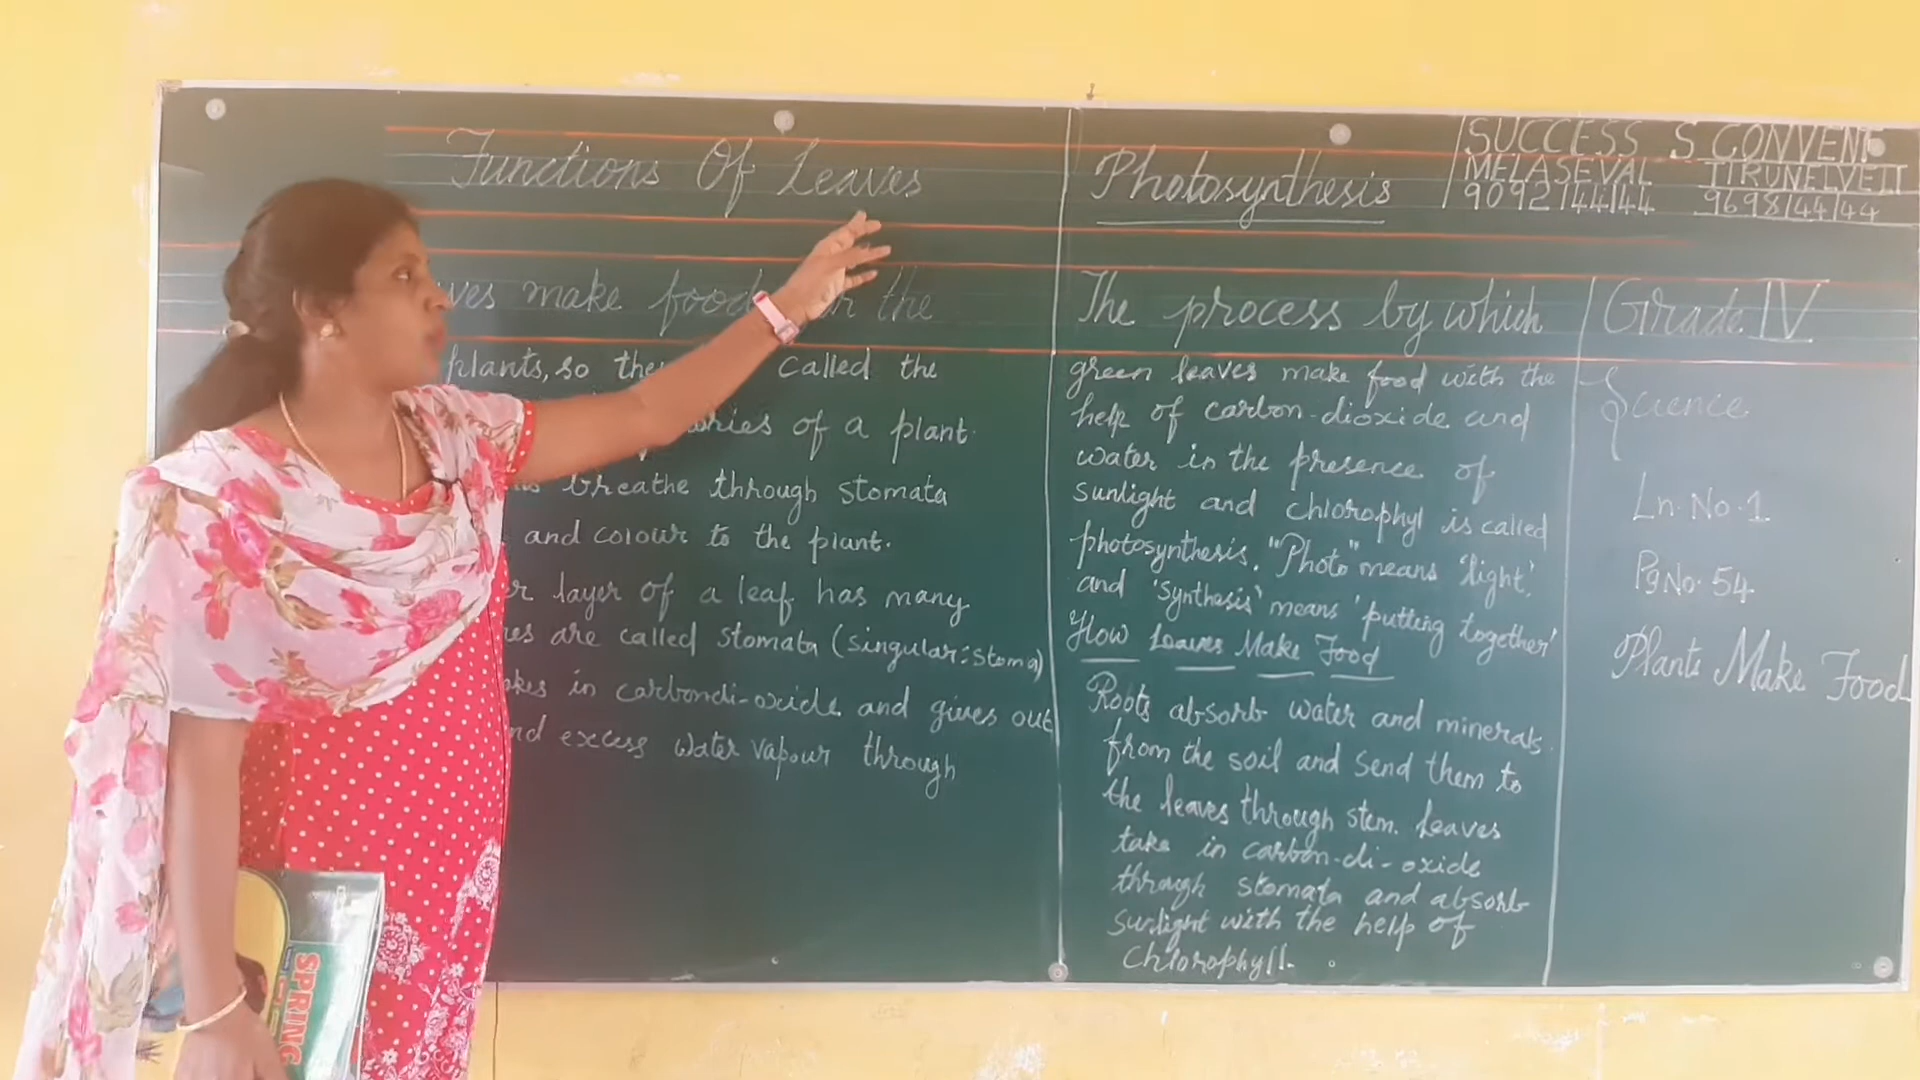 Functions Of Leaves
ves make food the
plants, so they called the
ories of a plant.
breathe through stomata
and colour to the plant.
layer of a leaf has many
res are called stomata (singular: stoma)
akes in carbondi-oxide and gives out
nd excess water vapour through
Photosynthesis
The process by which
green leaves make food with the
help of carbon-dioxide and
water in the presence of
sunlight and chlorophyl is called
photosynthesis. "Photo" means 'light'.
and 'Synthesis' means 'putting together'
How Leaves Make Food
Roots absorb water and minerals
from the soil and send them to
the leaves through stem. Leaves
take in carbon-di-oxide
through stomata and absorb
sunlight with the help of
Chlorophyll.
SUCCESS S CONVENT
MELASEVAL TIRUNELVELI
9092144144 9698144144
Grade IV
Science
Ln. No. 1
Pg No. 54
Plants Make Food
SPRING